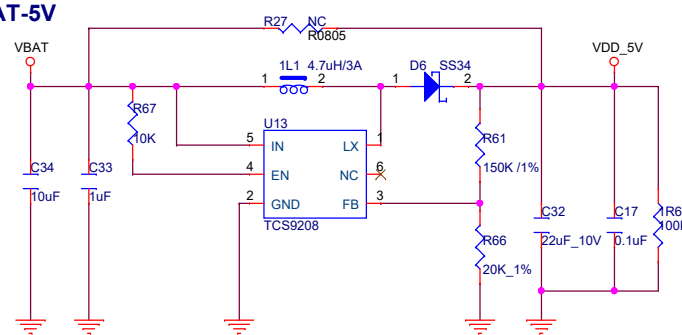 AT-5V
R27 NC
R0805
VBAT
1L1 4.7uH/3A
D6 SS34
VDD_5V
1 2
1 2
R67
10K
U13
5 IN LX 1
4 EN NC 6
2 GND FB 3
TCS9208
R61
150K /1%
C34
10uF
C33
1uF
R66
20K_1%
C32
22uF_10V
C17
0.1uF